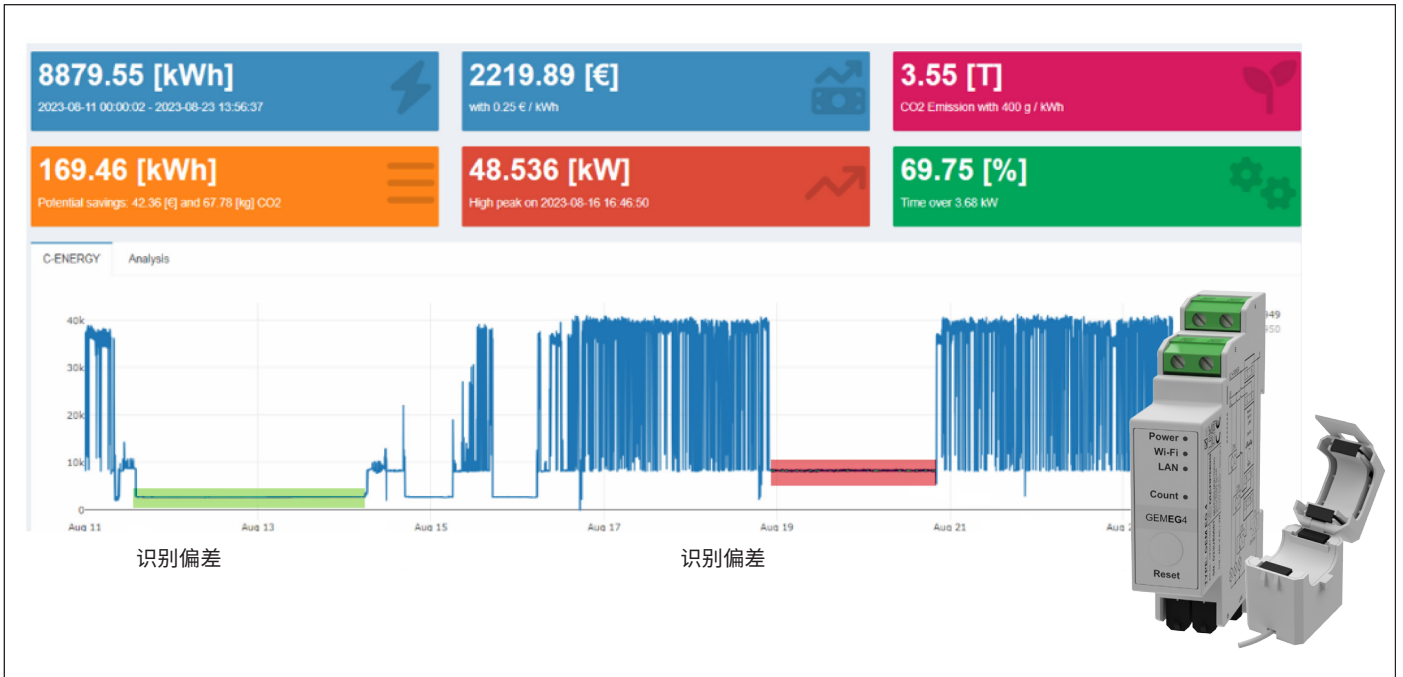 8879.55 [kWh]
2023-08-11 00:00:02 - 2023-08-23 13:56:37
2219.89 [€]
with 0.25 € / kWh
3.55 [T]
CO2 Emission with 400 g / kWh
169.46 [kWh]
Potential savings: 42.36 [€] and 67.78 [kg] CO2
48.536 [kW]
High peak on 2023-08-16 16:46:50
69.75 [%]
Time over 3.68 kW
C-ENERGY
Analysis
40k
30k
20k
10k
0
Aug 11
Aug 13
Aug 15
Aug 17
Aug 19
Aug 21
Aug
949
950
识别偏差
识别偏差
Power
Wi-Fi
LAN
Count
GEMEG4
Reset